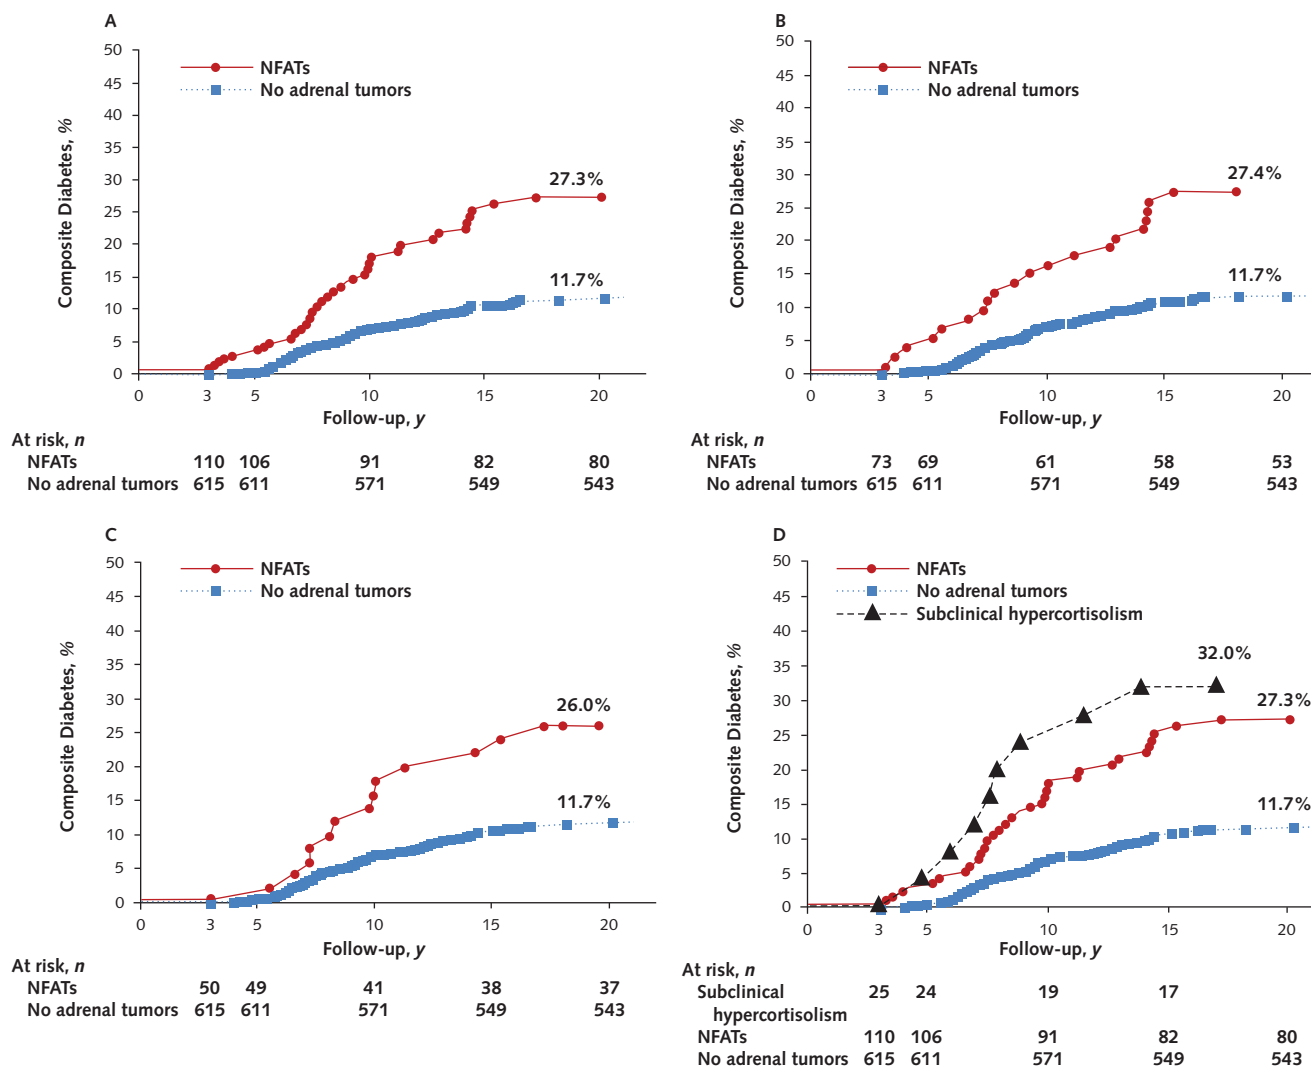 A
Composite Diabetes, %
50
45
40
35
30
25
20
15
10
5
0
NFATs
No adrenal tumors
27.3%
11.7%
0 3 5 10 15 20
Follow-up, y
At risk, n
NFATs 110 106 91 82 80
No adrenal tumors 615 611 571 549 543
B
Composite Diabetes, %
50
45
40
35
30
25
20
15
10
5
0
NFATs
No adrenal tumors
27.4%
11.7%
0 3 5 10 15 20
Follow-up, y
At risk, n
NFATs 73 69 61 58 53
No adrenal tumors 615 611 571 549 543
C
Composite Diabetes, %
50
45
40
35
30
25
20
15
10
5
0
NFATs
No adrenal tumors
26.0%
11.7%
0 3 5 10 15 20
Follow-up, y
At risk, n
NFATs 50 49 41 38 37
No adrenal tumors 615 611 571 549 543
D
Composite Diabetes, %
50
45
40
35
30
25
20
15
10
5
0
NFATs
No adrenal tumors
Subclinical hypercortisolism
32.0%
27.3%
11.7%
0 3 5 10 15 20
Follow-up, y
At risk, n
Subclinical 25 24 19 17
hypercortisolism
NFATs 110 106 91 82 80
No adrenal tumors 615 611 571 549 543